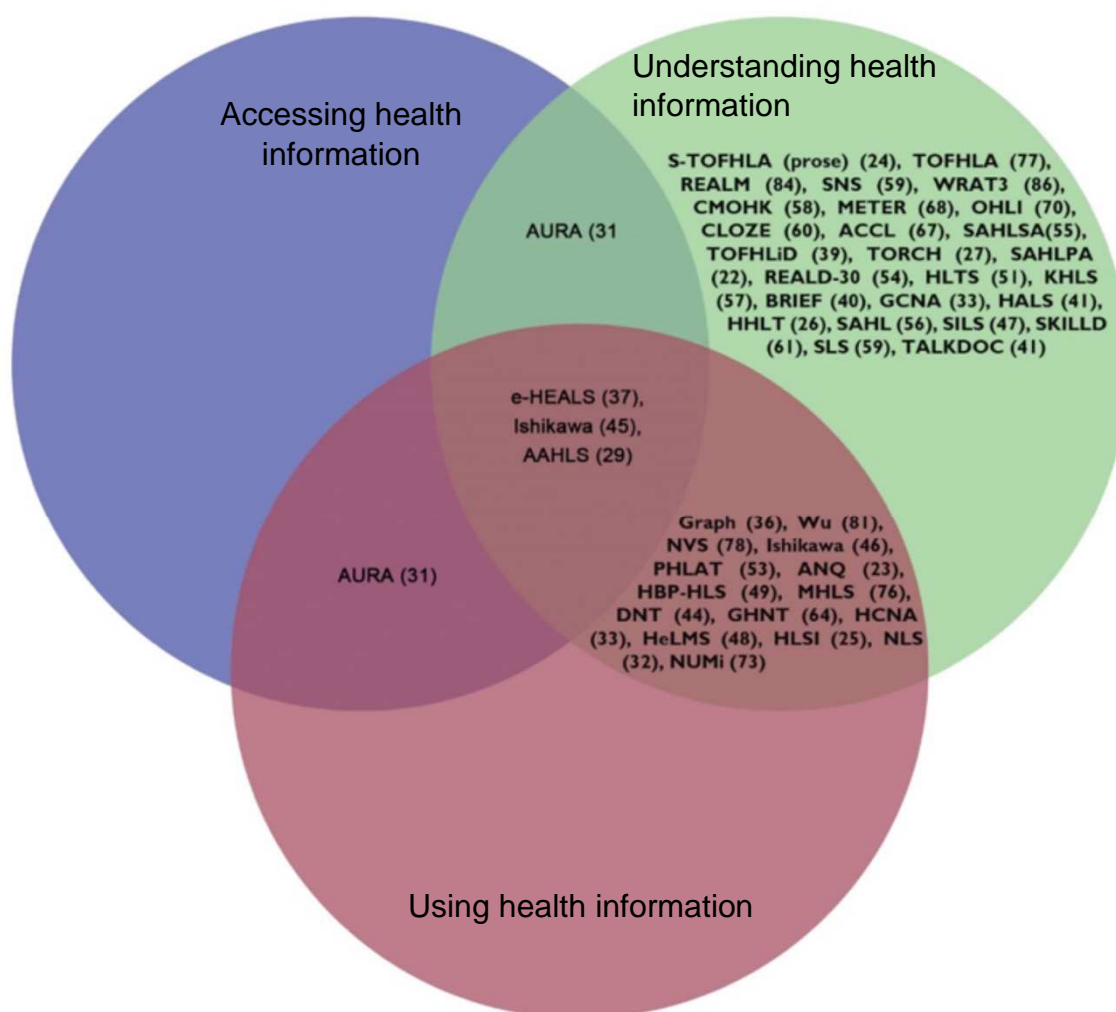 Accessing health
information
Understanding health
information
S-TOFHLA (prose) (24), TOFHLA (77),
REALM (84), SNS (59), WRAT3 (86),
CMOHK (58), METER (68), OHLI (70),
CLOZE (60), ACCL (67), SAHLSA(55),
TOFHLiD (39), TORCH (27), SAHLPA
(22), REALD-30 (54), HLTS (51), KHLS
(57), BRIEF (40), GCNA (33), HALS (41),
HHLT (26), SAHL (56), SILS (47), SKILLD
(61), SLS (59), TALKDOC (41)
AURA (31
e-HEALS (37),
Ishikawa (45),
AAHLS (29)
AURA (31)
Graph (36), Wu (81),
NVS (78), Ishikawa (46),
PHLAT (53), ANQ (23),
HBP-HLS (49), MHLS (76),
DNT (44), GHNT (64), HCNA
(33), HeLMS (48), HLSI (25), NLS
(32), NUMi (73)
Using health information